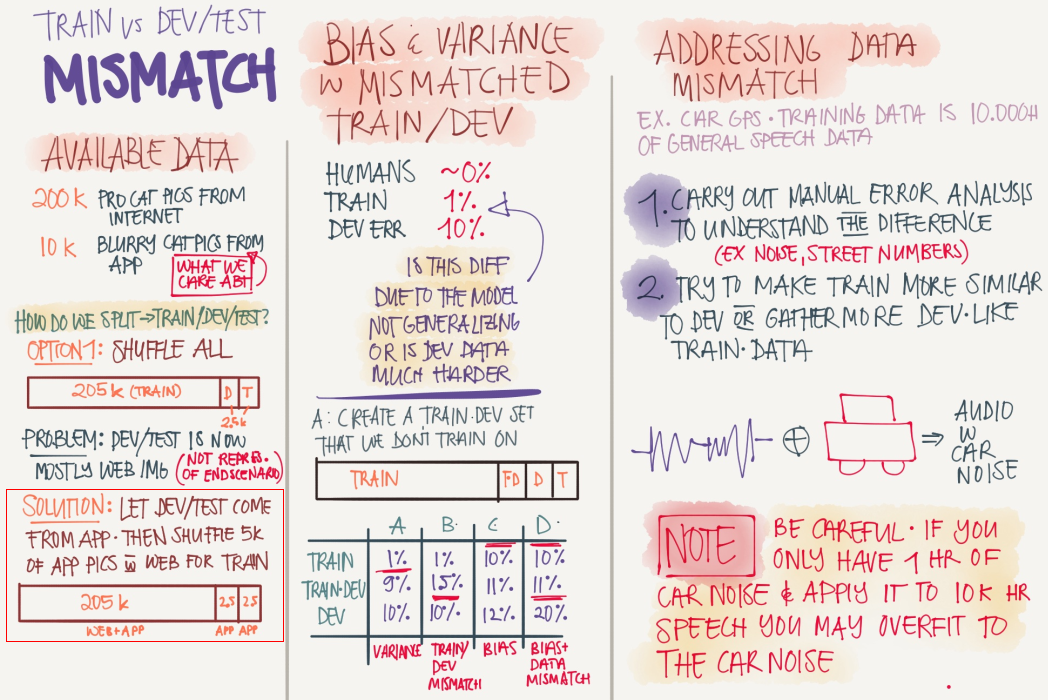 TRAIN VS DEV/TEST
MISMATCH
AVAILABLE DATA
200 k PRO CAT PICS FROM
INTERNET
10 k BLURRY CAT PICS FROM
APP
WHAT WE
CARE ABT
HOW DO WE SPLIT→TRAIN/DEV/TEST?
OPTION1: SHUFFLE ALL
205 k (TRAIN) D T
2.5k
PROBLEM: DEV/TEST IS NOW
MOSTLY WEB IMG (NOT REPRES.
OF END SCENARIO)
SOLUTION: LET DEV/TEST COME
FROM APP· THEN SHUFFLE 5K
OF APP PICS W WEB FOR TRAIN
205 k 2.5 2.5
WEB+APP APP APP
BIAS & VARIANCE
W MISMATCHED
TRAIN/DEV
HUMANS ~0%
TRAIN 1%
DEV ERR 10%
IS THIS DIFF
DUE TO THE MODEL
NOT GENERALIZING
OR IS DEV DATA
MUCH HARDER
A: CREATE A TRAIN·DEV SET
THAT WE DON'T TRAIN ON
TRAIN TD D T
A B· C D·
TRAIN 1% 1% 10% 10%
TRAIN·DEV 9% 1.5% 11% 11%
DEV 10% 10% 12% 20%
VARIANCE TRAIN/ BIAS BIAS+
DEV DATA
MISMATCH MISMATCH
ADDRESSING DATA
MISMATCH
EX. CAR GPS · TRAINING DATA IS 10.000H
OF GENERAL SPEECH DATA
1. CARRY OUT MANUAL ERROR ANALYSIS
TO UNDERSTAND THE DIFFERENCE
(EX NOISE, STREET NUMBERS)
2. TRY TO MAKE TRAIN MORE SIMILAR
TO DEV OR GATHER MORE DEV·LIKE
TRAIN·DATA
AUDIO
W
CAR
NOISE
NOTE BE CAREFUL · IF YOU
ONLY HAVE 1 HR OF
CAR NOISE & APPLY IT TO 10K HR
SPEECH YOU MAY OVERFIT TO
THE CAR NOISE